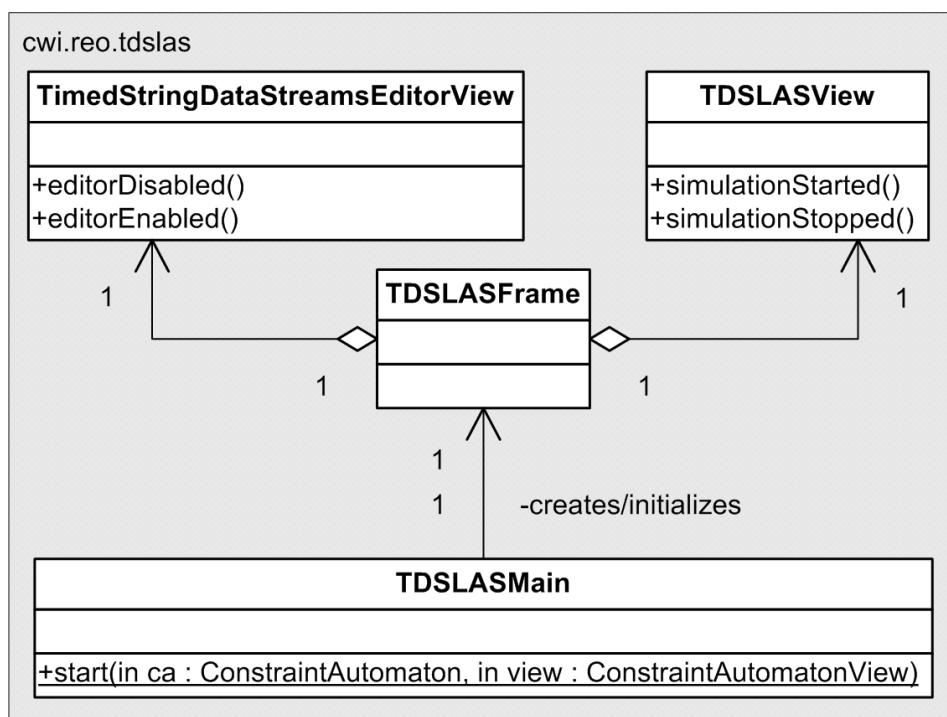 cwi.reo.tdslas
TimedStringDataStreamsEditorView
+editorDisabled()
+editorEnabled()
TDSLASView
+simulationStarted()
+simulationStopped()
1
1
TDSLASFrame
1
1
1
1
-creates/initializes
TDSLASMain
+start(in ca : ConstraintAutomaton, in view : ConstraintAutomatonView)